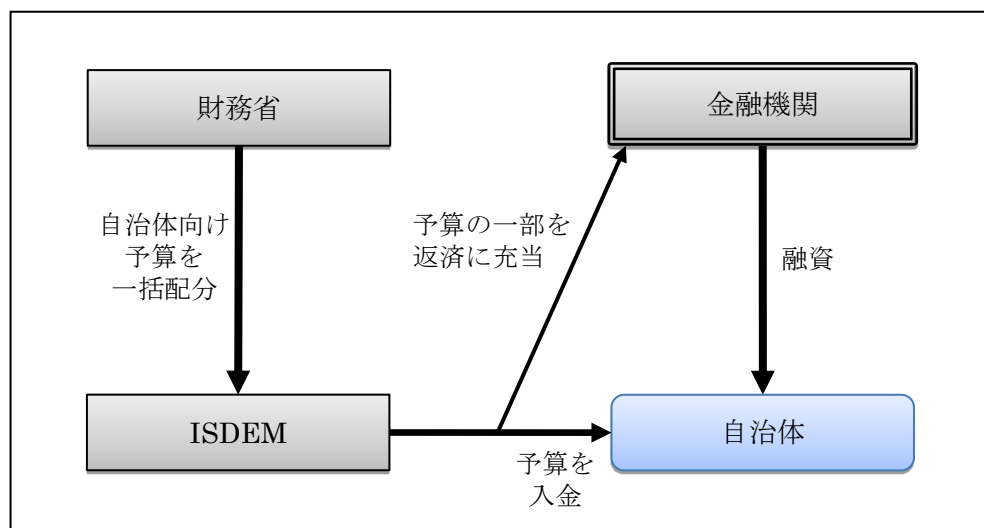 財務省
金融機関
自治体向け
予算を
一括配分
予算の一部を
返済に充当
融資
ISDEM
自治体
予算を
入金